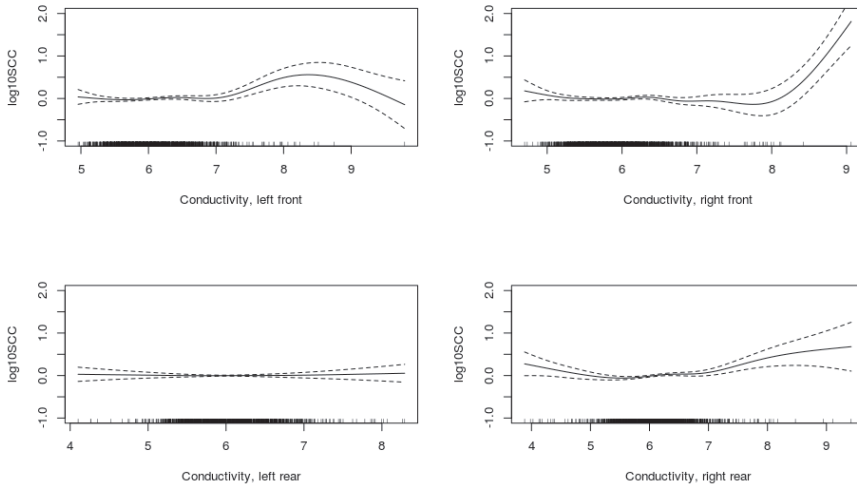 log10SCC
2.0
1.0
0.0
-1.0
5 6 7 8 9
Conductivity, left front
log10SCC
2.0
1.0
0.0
-1.0
5 6 7 8 9
Conductivity, right front
log10SCC
2.0
1.0
0.0
-1.0
4 5 6 7 8
Conductivity, left rear
log10SCC
2.0
1.0
0.0
-1.0
4 5 6 7 8 9
Conductivity, right rear